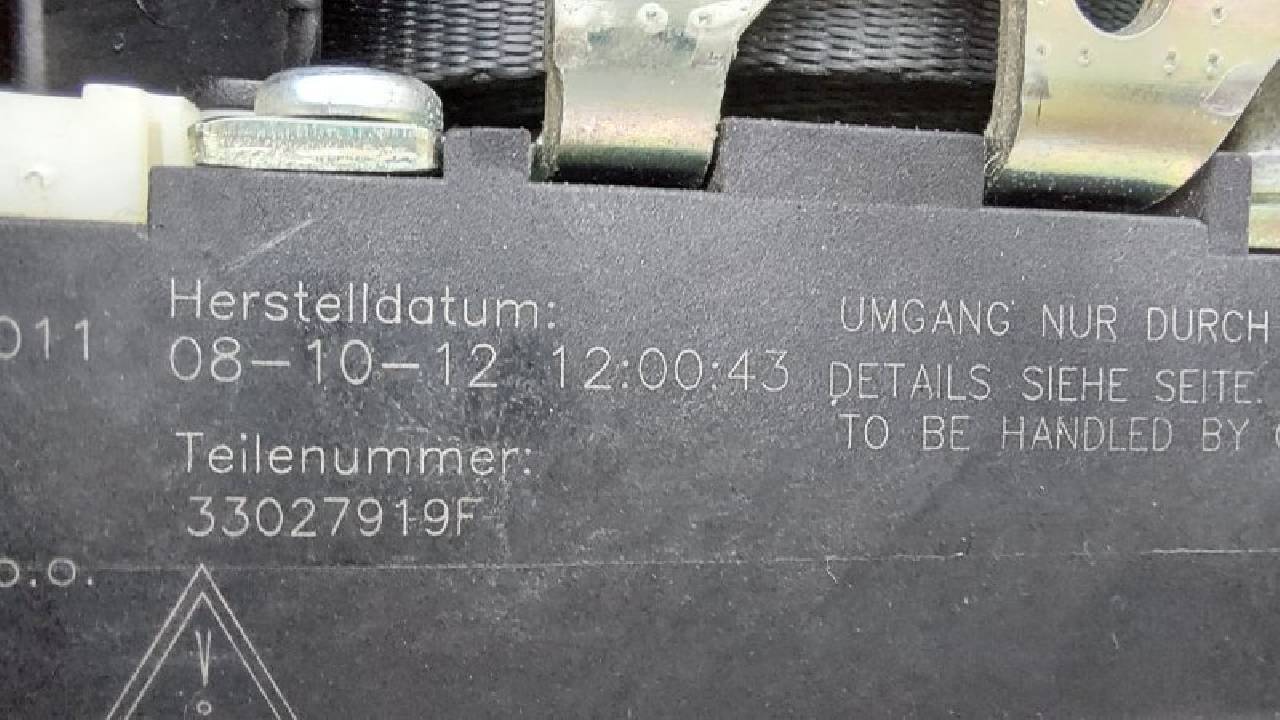 011
Herstelldatum:
08-10-12 12:00:43
Teilenummer:
33027919F
UMGANG NUR DURCH
DETAILS SIEHE SEITE.
TO BE HANDLED BY
o.o.